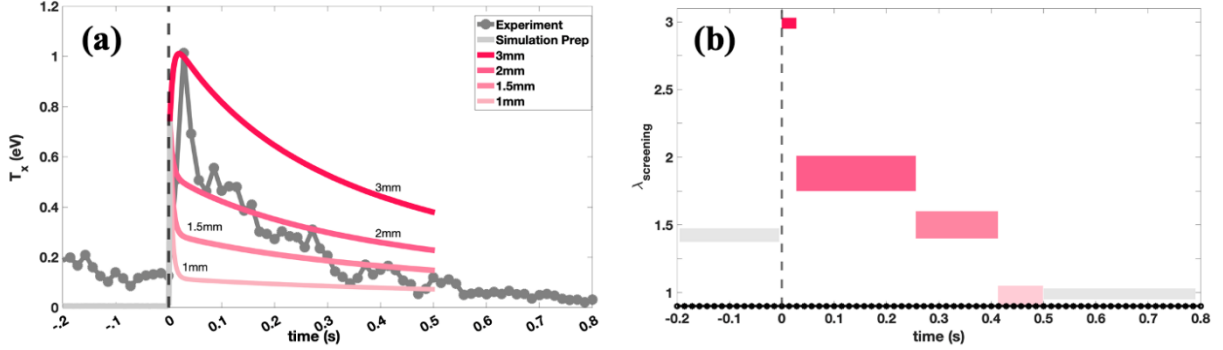 (a)
1.2
1
0.8
0.6
0.4
0.2
0
T_x (eV)
-.2
-.1
0
0.1
0.2
0.3
0.4
0.5
0.6
0.7
0.8
time (s)
Experiment
Simulation Prep
3mm
2mm
1.5mm
1mm
3mm
2mm
1.5mm
1mm
(b)
3
2.5
2
1.5
1
λ_screening
-0.2
-0.1
0
0.1
0.2
0.3
0.4
0.5
0.6
0.7
0.8
time (s)